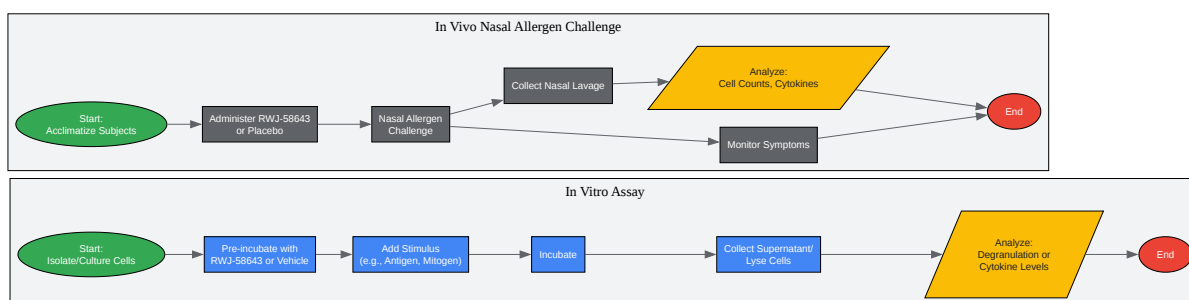 In Vivo Nasal Allergen Challenge
Start:
Acclimatize Subjects
Administer RWJ-58643
or Placebo
Nasal Allergen
Challenge
Collect Nasal Lavage
Analyze:
Cell Counts, Cytokines
Monitor Symptoms
End
In Vitro Assay
Start:
Isolate/Culture Cells
Pre-incubate with
RWJ-58643 or Vehicle
Add Stimulus
(e.g., Antigen, Mitogen)
Incubate
Collect Supernatant/
Lyse Cells
Analyze:
Degranulation or
Cytokine Levels
End